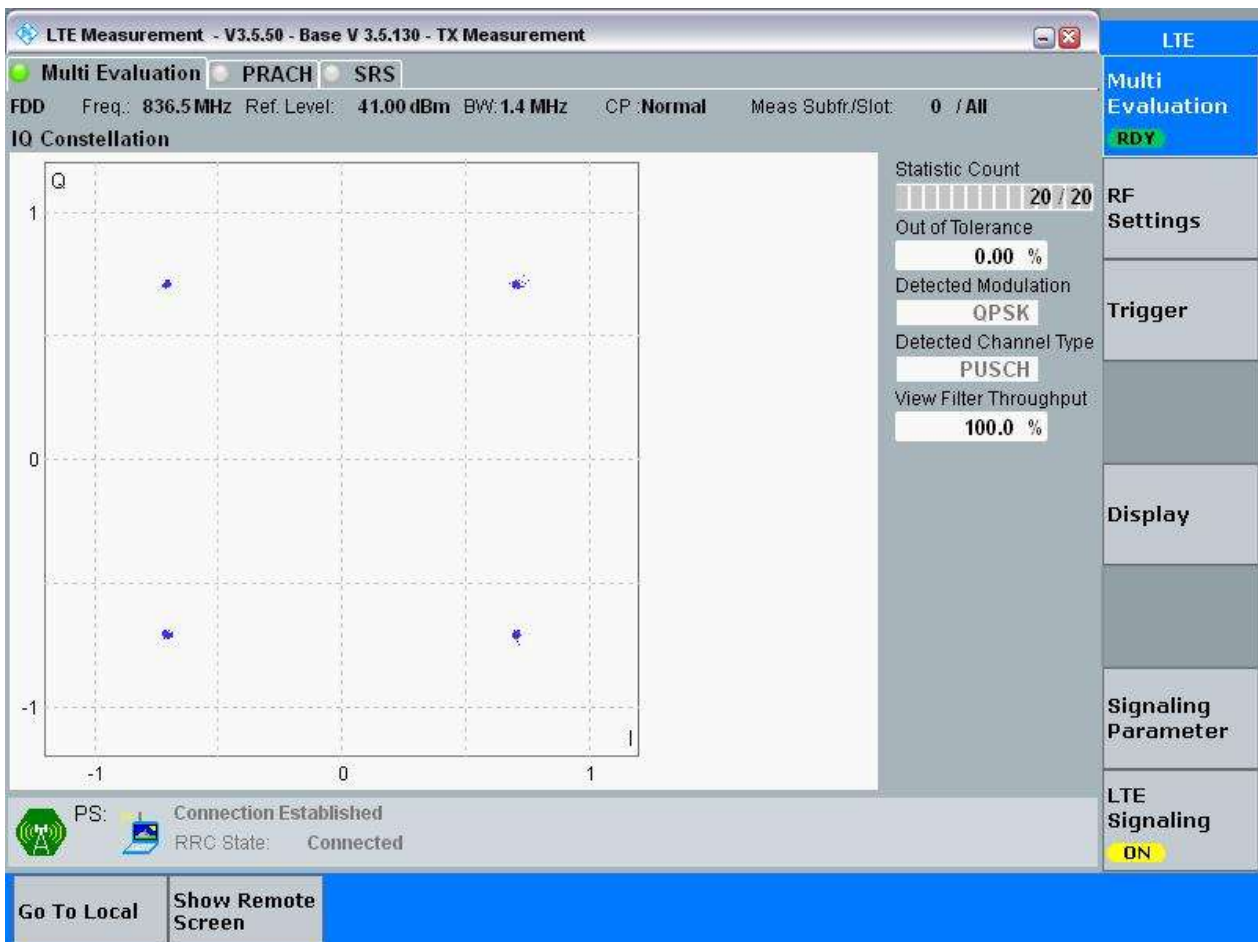 LTE Measurement - V3.5.50 - Base V 3.5.130 - TX Measurement
LTE
Multi Evaluation PRACH SRS
Multi
Evaluation
RDY
FDD Freq.: 836.5 MHz Ref. Level: 41.00 dBm BW: 1.4 MHz CP :Normal Meas Subfr./Slot: 0 / All
IQ Constellation
Q
1
0
-1
I
-1 0 1
Statistic Count
20 / 20
Out of Tolerance
0.00 %
Detected Modulation
QPSK
Detected Channel Type
PUSCH
View Filter Throughput
100.0 %
RF
Settings
Trigger
Display
Signaling
Parameter
LTE
Signaling
ON
PS: Connection Established
RRC State: Connected
Go To Local
Show Remote
Screen